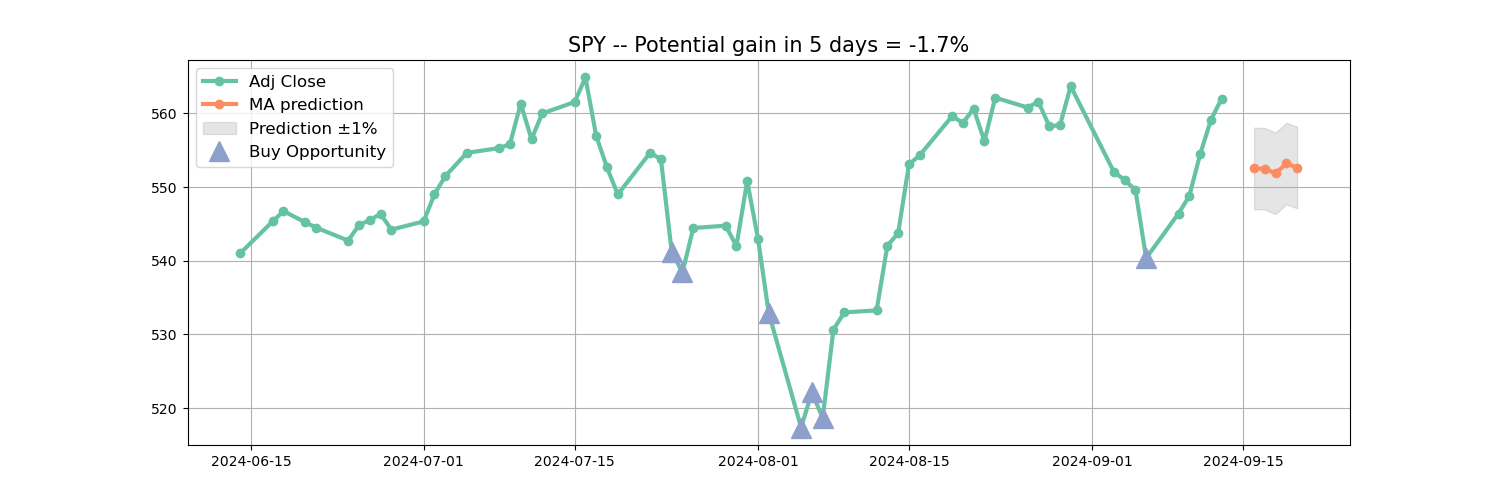 SPY -- Potential gain in 5 days = -1.7%
Adj Close
MA prediction
Prediction ±1%
Buy Opportunity
560
550
540
530
520
2024-06-15 2024-07-01 2024-07-15 2024-08-01 2024-08-15 2024-09-01 2024-09-15